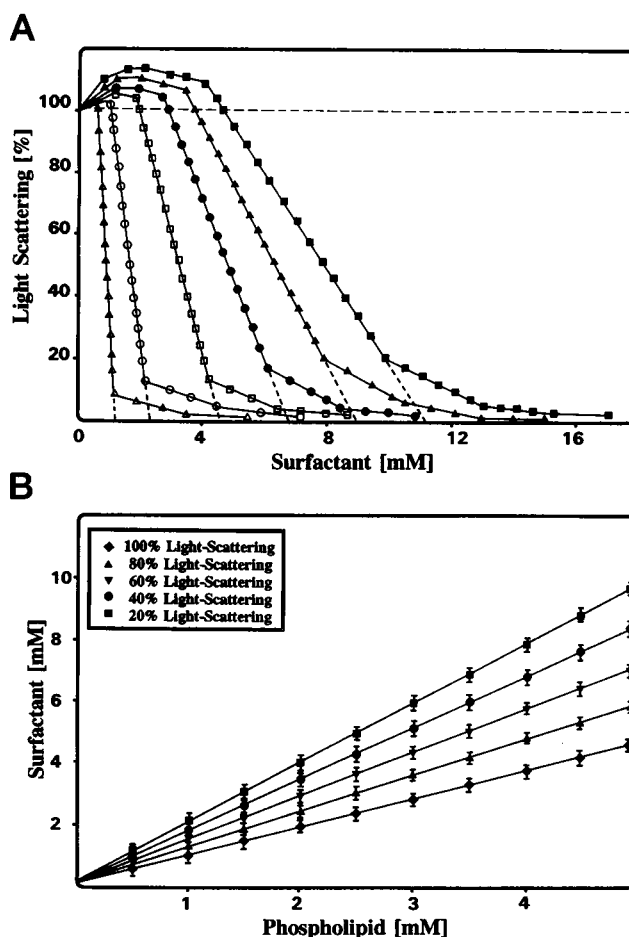 A
Light Scattering [%]
100
80
60
40
20
0 4 8 12 16
Surfactant [mM]
B
100% Light-Scattering
80% Light-Scattering
60% Light-Scattering
40% Light-Scattering
20% Light-Scattering
Surfactant [mM]
10
8
6
4
2
1 2 3 4
Phospholipid [mM]